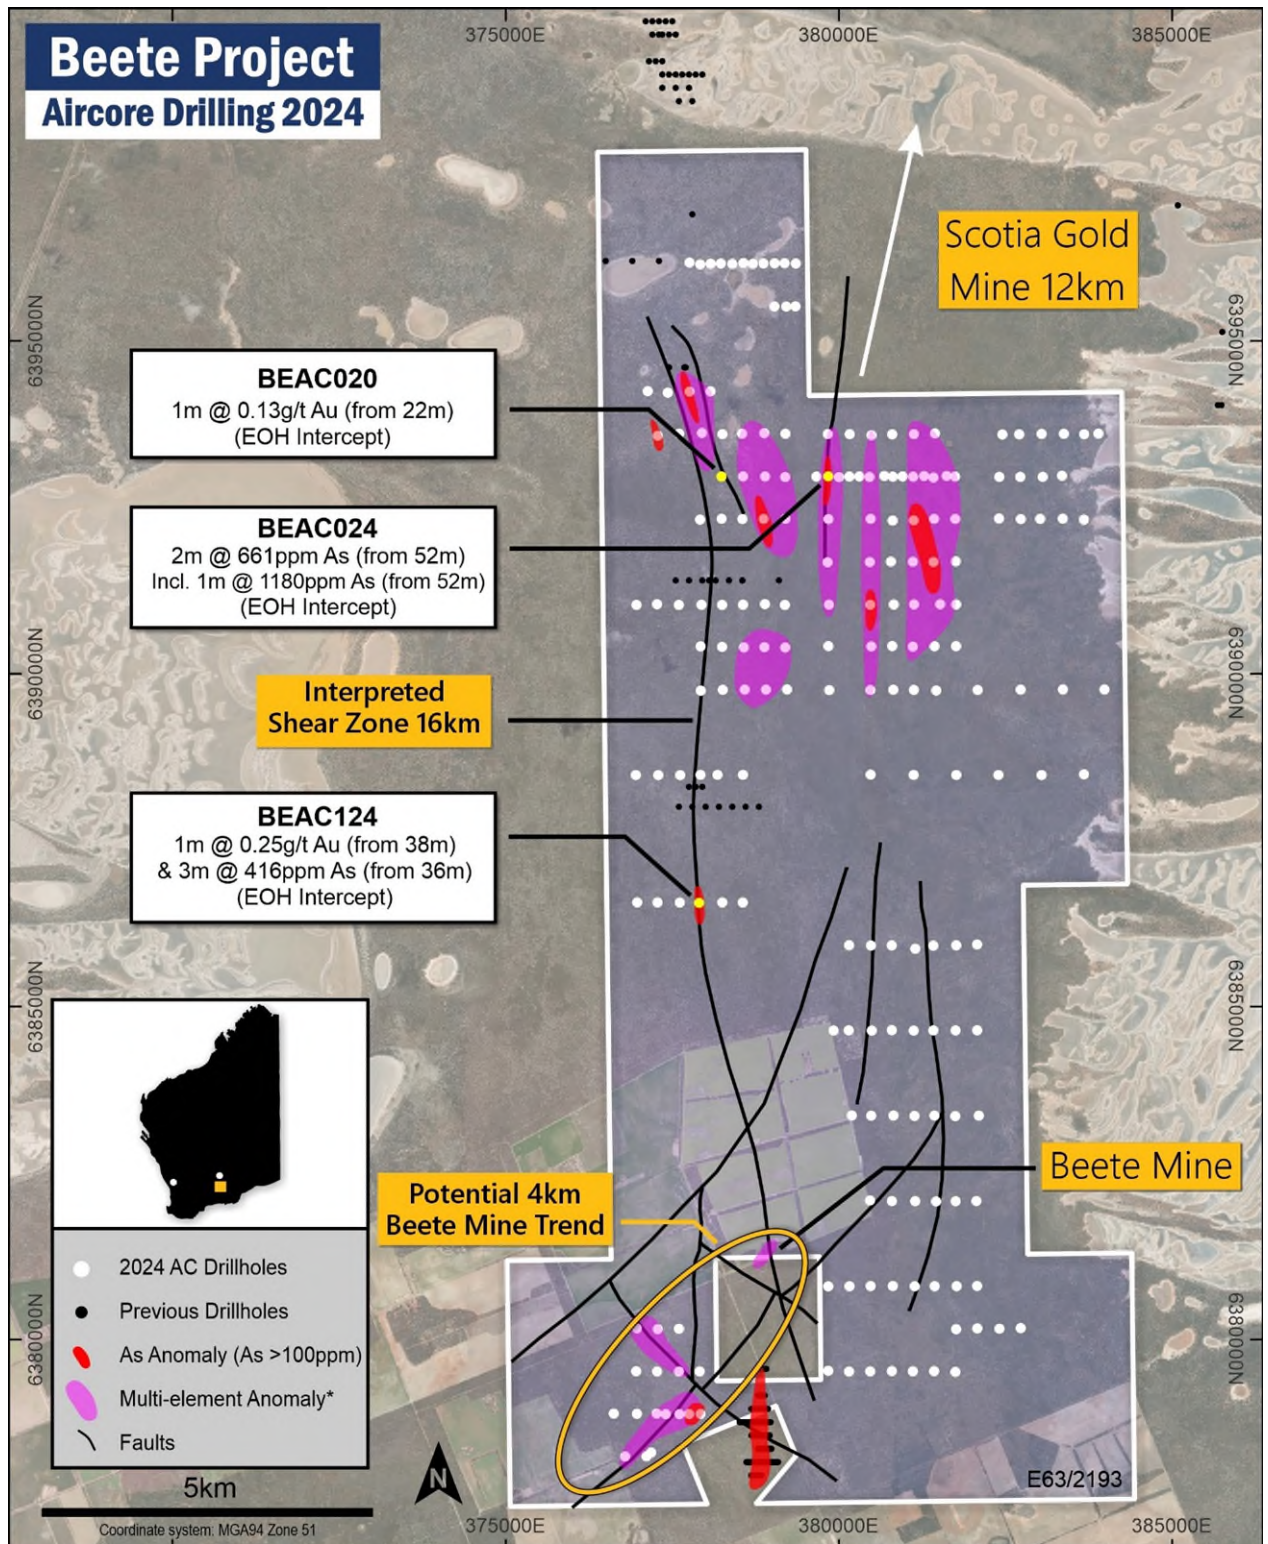 Beete Project
Aircore Drilling 2024
375000E
380000E
385000E
Scotia Gold
Mine 12km
6395000N
6395000N
BEAC020
1m @ 0.13g/t Au (from 22m)
(EOH Intercept)
BEAC024
2m @ 661ppm As (from 52m)
Incl. 1m @ 1180ppm As (from 52m)
(EOH Intercept)
6390000N
6390000N
Interpreted
Shear Zone 16km
BEAC124
1m @ 0.25g/t Au (from 38m)
& 3m @ 416ppm As (from 36m)
(EOH Intercept)
6385000N
6385000N
Beete Mine
Potential 4km
Beete Mine Trend
2024 AC Drillholes
Previous Drillholes
As Anomaly (As >100ppm)
Multi-element Anomaly*
Faults
6380000N
6380000N
5km
N
E63/2193
Coordinate system: MGA94 Zone 51
375000E
380000E
385000E